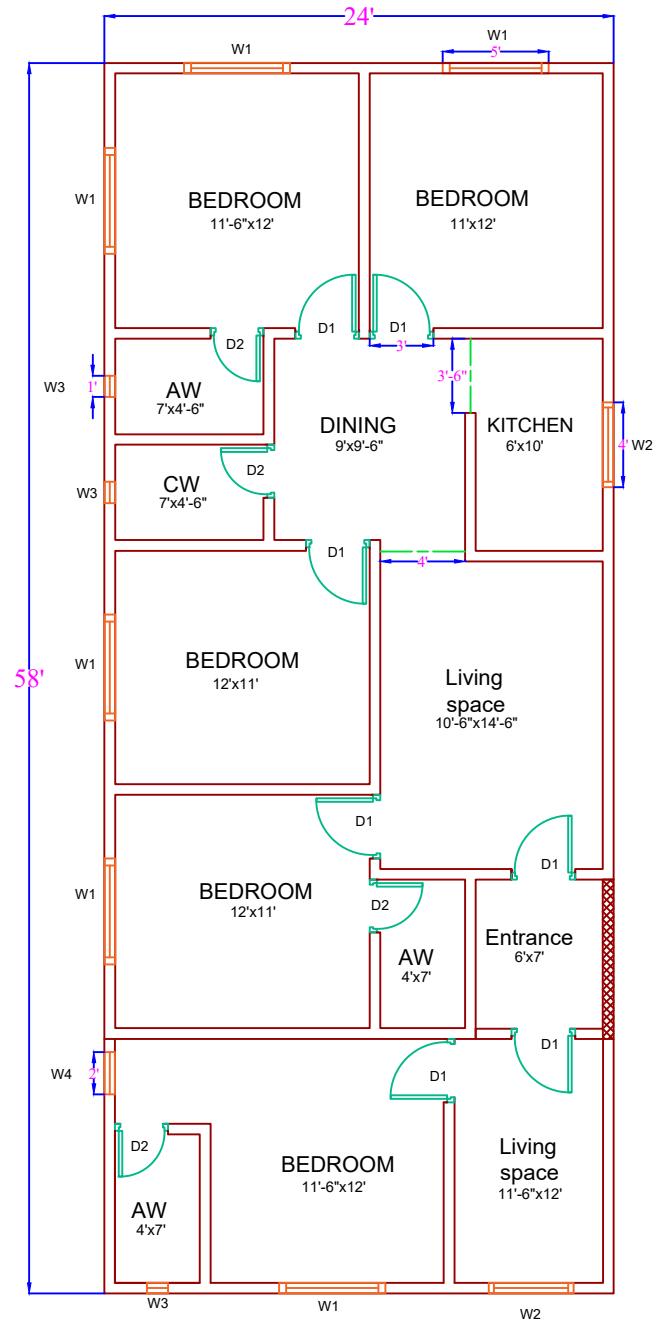 24'
W1
W1
5'
W1
BEDROOM
11'-6"x12'
BEDROOM
11'x12'
D1
D1
D2
3'
3'-6"
W3
1'
AW
7'x4'-6"
DINING
9'x9'-6"
KITCHEN
6'x10'
4'
W2
W3
CW
7'x4'-6"
D2
D1
4'
58'
W1
BEDROOM
12'x11'
Living
space
10'-6"x14'-6"
D1
D1
W1
BEDROOM
12'x11'
D2
AW
4'x7'
Entrance
6'x7'
W4
2'
D1
D1
D2
AW
4'x7'
BEDROOM
11'-6"x12'
Living
space
11'-6"x12'
W3
W1
W2